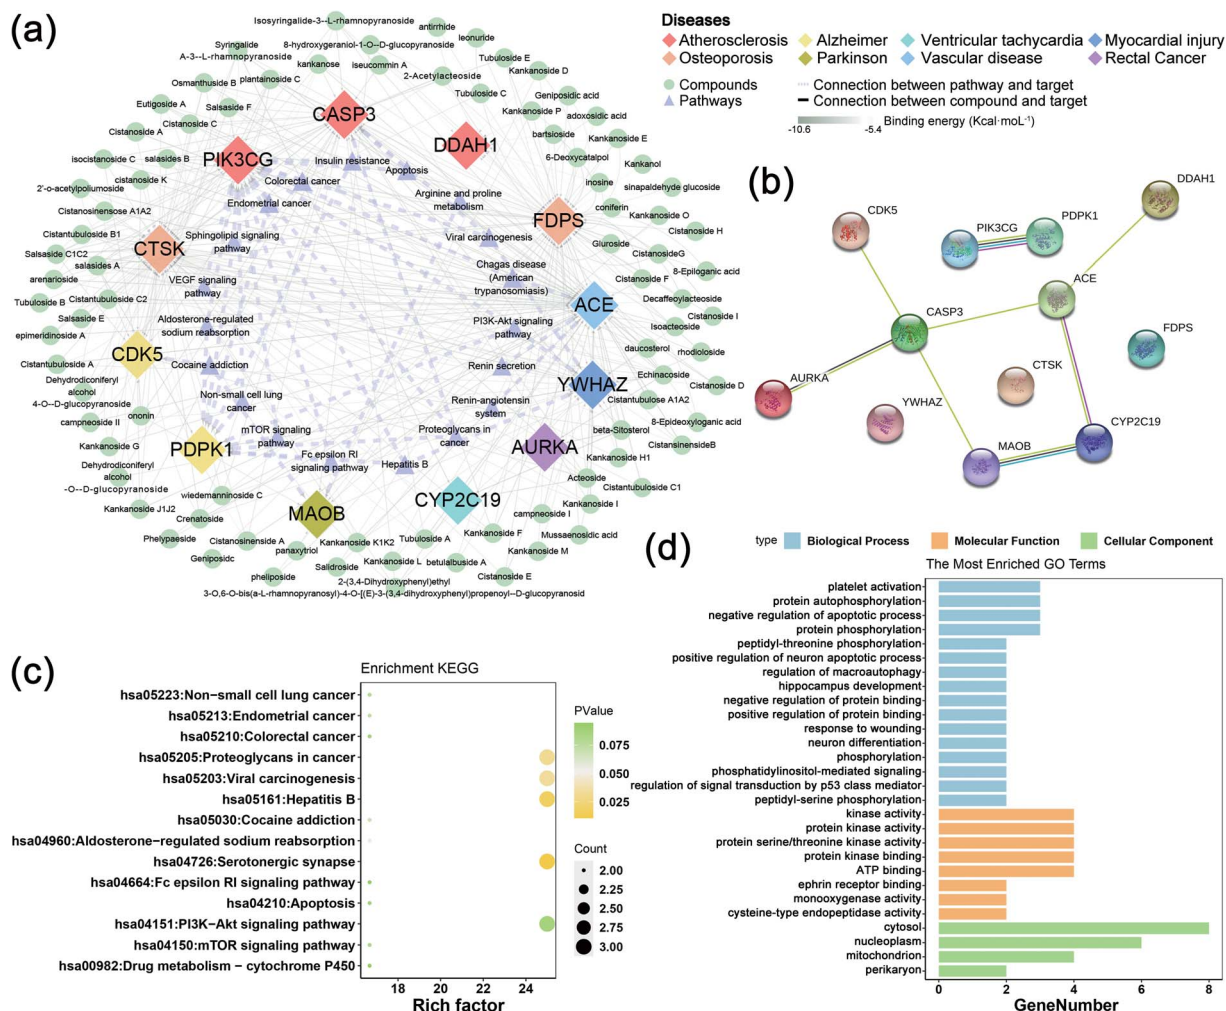 (a)
Isosyringalide-3--L-rhamnopyranoside
antirrhide
leonuride
Syringalide
A-3--L-rhamnopyranoside
8-hydroxygeraniol-1-O--D-glucopyranoside
Tubuloside E
kankanose
iseucommin A
Kankanoside D
Osmanthuside B
plantainoside C
2-Acetylacteoside
Tubuloside C
Geniposidic acid
Eutigoside A
Salsaside F
CASP3
Kankanoside P
adoxosidic acid
Cistanoside A
Cistanoside C
DDAH1
bartsioside
Kankanoside E
isocistanoside C
salasides B
PIK3CG
Insulin resistance
Apoptosis
6-Deoxycatalpol
Kankanol
2'-o-acetylpoliumoside
cistanoside K
Colorectal cancer
inosine
sinapaldehyde glucoside
Endometrial cancer
Arginine and proline
metabolism
coniferin
Kankanoside O
Cistanosinensose A1A2
FDPS
Cistanoside H
Cistantubuloside B1
CTSK
Sphingolipid signaling
pathway
Viral carcinogenesis
Giuroside
CistanosideG
Salsaside C1C2
salasides A
Chagas disease
(American
trypanosomiasis)
8-Epiloganic acid
arenarioside
VEGF signaling
pathway
Cistanoside F
Decaffeoylacteoside
Tubuloside B
Cistantubuloside C2
ACE
Cistanoside I
Salsaside E
Aldosterone-regulated
sodium reabsorption
PI3K-Akt signaling
pathway
Isoacteoside
epimeridinoside A
CDK5
daucosterol
rhodioloside
Cistantubuloside A
Cocaine addiction
Renin secretion
Echinacoside
Dehydrodiconiferyl
alcohol
4-O--D-glucopyranoside
YWHAZ
Cistanoside D
Non-small cell lung
cancer
Renin-angiotensin
system
Cistantubulose A1A2
ononin
8-Epideoxyloganic acid
campneoside II
mTOR signaling
pathway
Proteoglycans in
cancer
beta-Sitosterol
CistansinensideB
Kankanoside G
PDPK1
AURKA
Kankanoside H1
Dehydrodiconiferyl
alcohol
-O--D-glucopyranoside
Fc epsilon RI
signaling pathway
Hepatitis B
Acteoside
Cistantubuloside C1
wiedemanninoside C
CYP2C19
Kankanoside I
Kankanoside J1J2
MAOB
campneoside I
Crenatoside
Mussaenosidic acid
Phelypaeside
Cistanosinenside A
Kankanoside K1K2
Tubuloside A
Kankanoside F
Geniposidc
panaxytriol
Kankanoside L
betulalbuside A
Kankanoside M
pheliposide
Salidroside
Cistanoside E
2-(3,4-Dihydroxyphenyl)ethyl
3-O,6-O-bis(a-L-rhamnopyranosyl)-4-O-[(E)-3-(3,4-dihydroxyphenyl)propenoyl--D-glucopyranosid
Diseases
Atherosclerosis
Alzheimer
Ventricular tachycardia
Myocardial injury
Osteoporosis
Parkinson
Vascular disease
Rectal Cancer
Compounds
Connection between pathway and target
Pathways
Connection between compound and target
-10.6
-5.4
Binding energy (Kcal·moL⁻¹)
(b)
DDAH1
CDK5
PIK3CG
PDPK1
ACE
CASP3
FDPS
CTSK
AURKA
YWHAZ
CYP2C19
MAOB
(c)
Enrichment KEGG
hsa05223:Non−small cell lung cancer
hsa05213:Endometrial cancer
hsa05210:Colorectal cancer
hsa05205:Proteoglycans in cancer
hsa05203:Viral carcinogenesis
hsa05161:Hepatitis B
hsa05030:Cocaine addiction
hsa04960:Aldosterone−regulated sodium reabsorption
hsa04726:Serotonergic synapse
hsa04664:Fc epsilon RI signaling pathway
hsa04210:Apoptosis
hsa04151:PI3K−Akt signaling pathway
hsa04150:mTOR signaling pathway
hsa00982:Drug metabolism − cytochrome P450
18 20 22 24
Rich factor
PValue
0.075
0.050
0.025
Count
2.00
2.25
2.50
2.75
3.00
(d)
type
Biological Process
Molecular Function
Cellular Component
The Most Enriched GO Terms
platelet activation
protein autophosphorylation
negative regulation of apoptotic process
protein phosphorylation
peptidyl-threonine phosphorylation
positive regulation of neuron apoptotic process
regulation of macroautophagy
hippocampus development
negative regulation of protein binding
positive regulation of protein binding
response to wounding
neuron differentiation
phosphorylation
phosphatidylinositol-mediated signaling
regulation of signal transduction by p53 class mediator
peptidyl-serine phosphorylation
kinase activity
protein kinase activity
protein serine/threonine kinase activity
protein kinase binding
ATP binding
ephrin receptor binding
monooxygenase activity
cysteine-type endopeptidase activity
cytosol
nucleoplasm
mitochondrion
perikaryon
0 2 4 6 8
GeneNumber